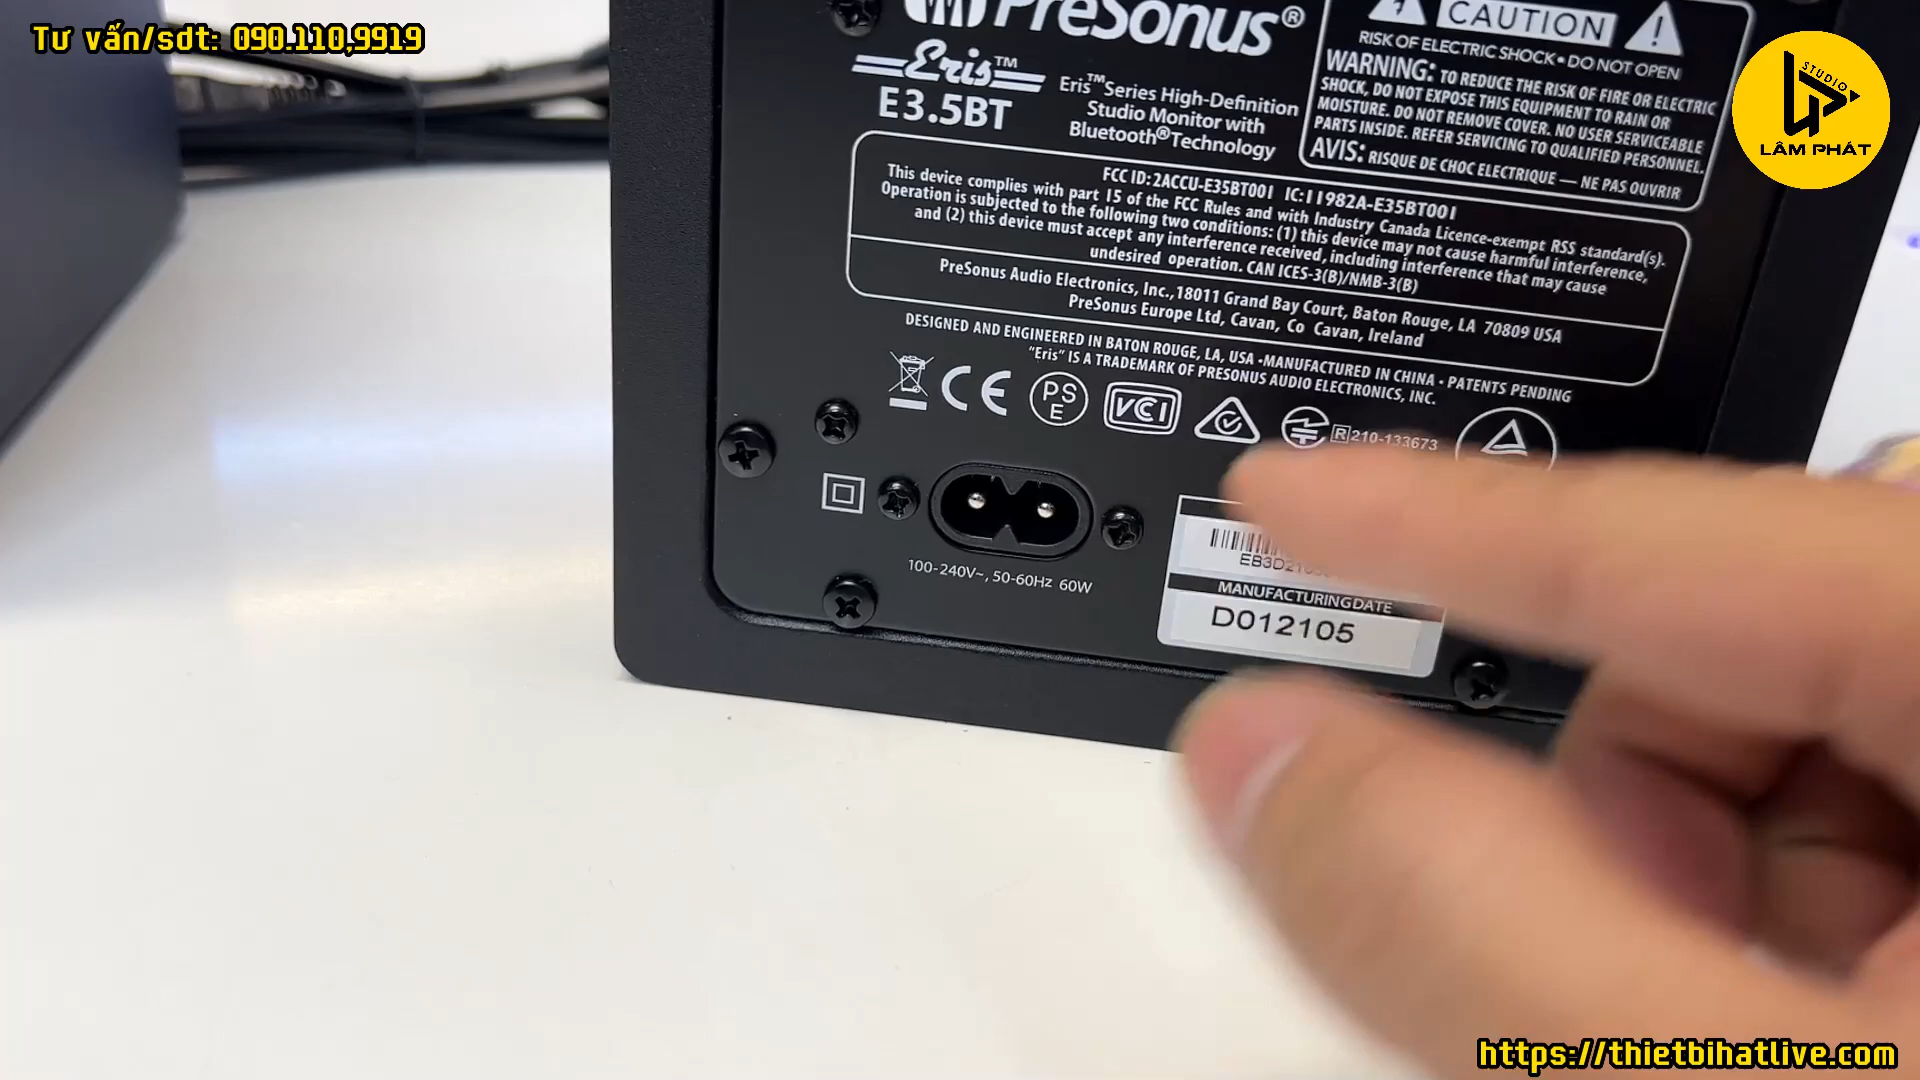 Tư vấn/sdt: 090.110,9919
PreSonus®
Eris™
E3.5BT
Eris™Series High-Definition
Studio Monitor with
Bluetooth®Technology
CAUTION
RISK OF ELECTRIC SHOCK • DO NOT OPEN
WARNING: TO REDUCE THE RISK OF FIRE OR ELECTRIC
SHOCK, DO NOT EXPOSE THIS EQUIPMENT TO RAIN OR
MOISTURE. DO NOT REMOVE COVER. NO USER SERVICEABLE
PARTS INSIDE. REFER SERVICING TO QUALIFIED PERSONNEL.
AVIS: RISQUE DE CHOC ELECTRIQUE — NE PAS OUVRIR
STUDIO
LÂM PHÁT
FCC ID:2ACCU-E35BT001 IC:11982A-E35BT001
This device complies with part 15 of the FCC Rules and with Industry Canada Licence-exempt RSS standard(s).
Operation is subjected to the following two conditions: (1) this device may not cause harmful interference,
and (2) this device must accept any interference received, including interference that may cause
undesired operation. CAN ICES-3(B)/NMB-3(B)
PreSonus Audio Electronics, Inc.,18011 Grand Bay Court, Baton Rouge, LA 70809 USA
PreSonus Europe Ltd, Cavan, Co Cavan, Ireland
DESIGNED AND ENGINEERED IN BATON ROUGE, LA, USA •MANUFACTURED IN CHINA • PATENTS PENDING
"Eris" IS A TRADEMARK OF PRESONUS AUDIO ELECTRONICS, INC.
CE
PS
E
VCI
R 210-133673
100-240V~, 50-60Hz 60W
MANUFACTURINGDATE
D012105
https://thietbihatlive.com